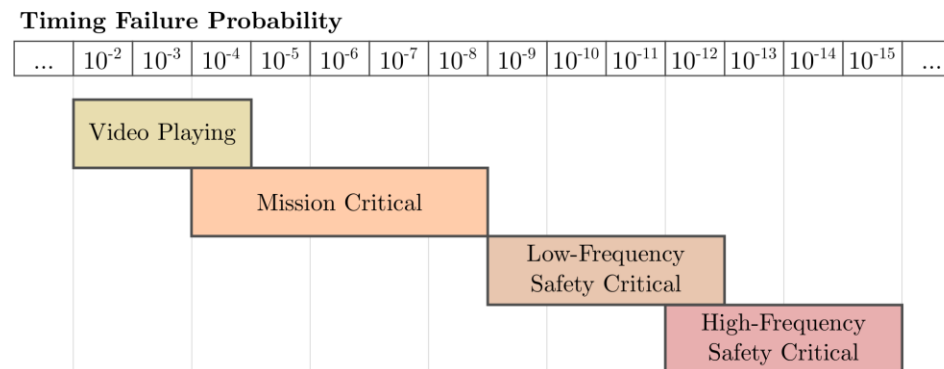 Timing Failure Probability
... 10⁻² 10⁻³ 10⁻⁴ 10⁻⁵ 10⁻⁶ 10⁻⁷ 10⁻⁸ 10⁻⁹ 10⁻¹⁰ 10⁻¹¹ 10⁻¹² 10⁻¹³ 10⁻¹⁴ 10⁻¹⁵ ...
Video Playing
Mission Critical
Low-Frequency
Safety Critical
High-Frequency
Safety Critical